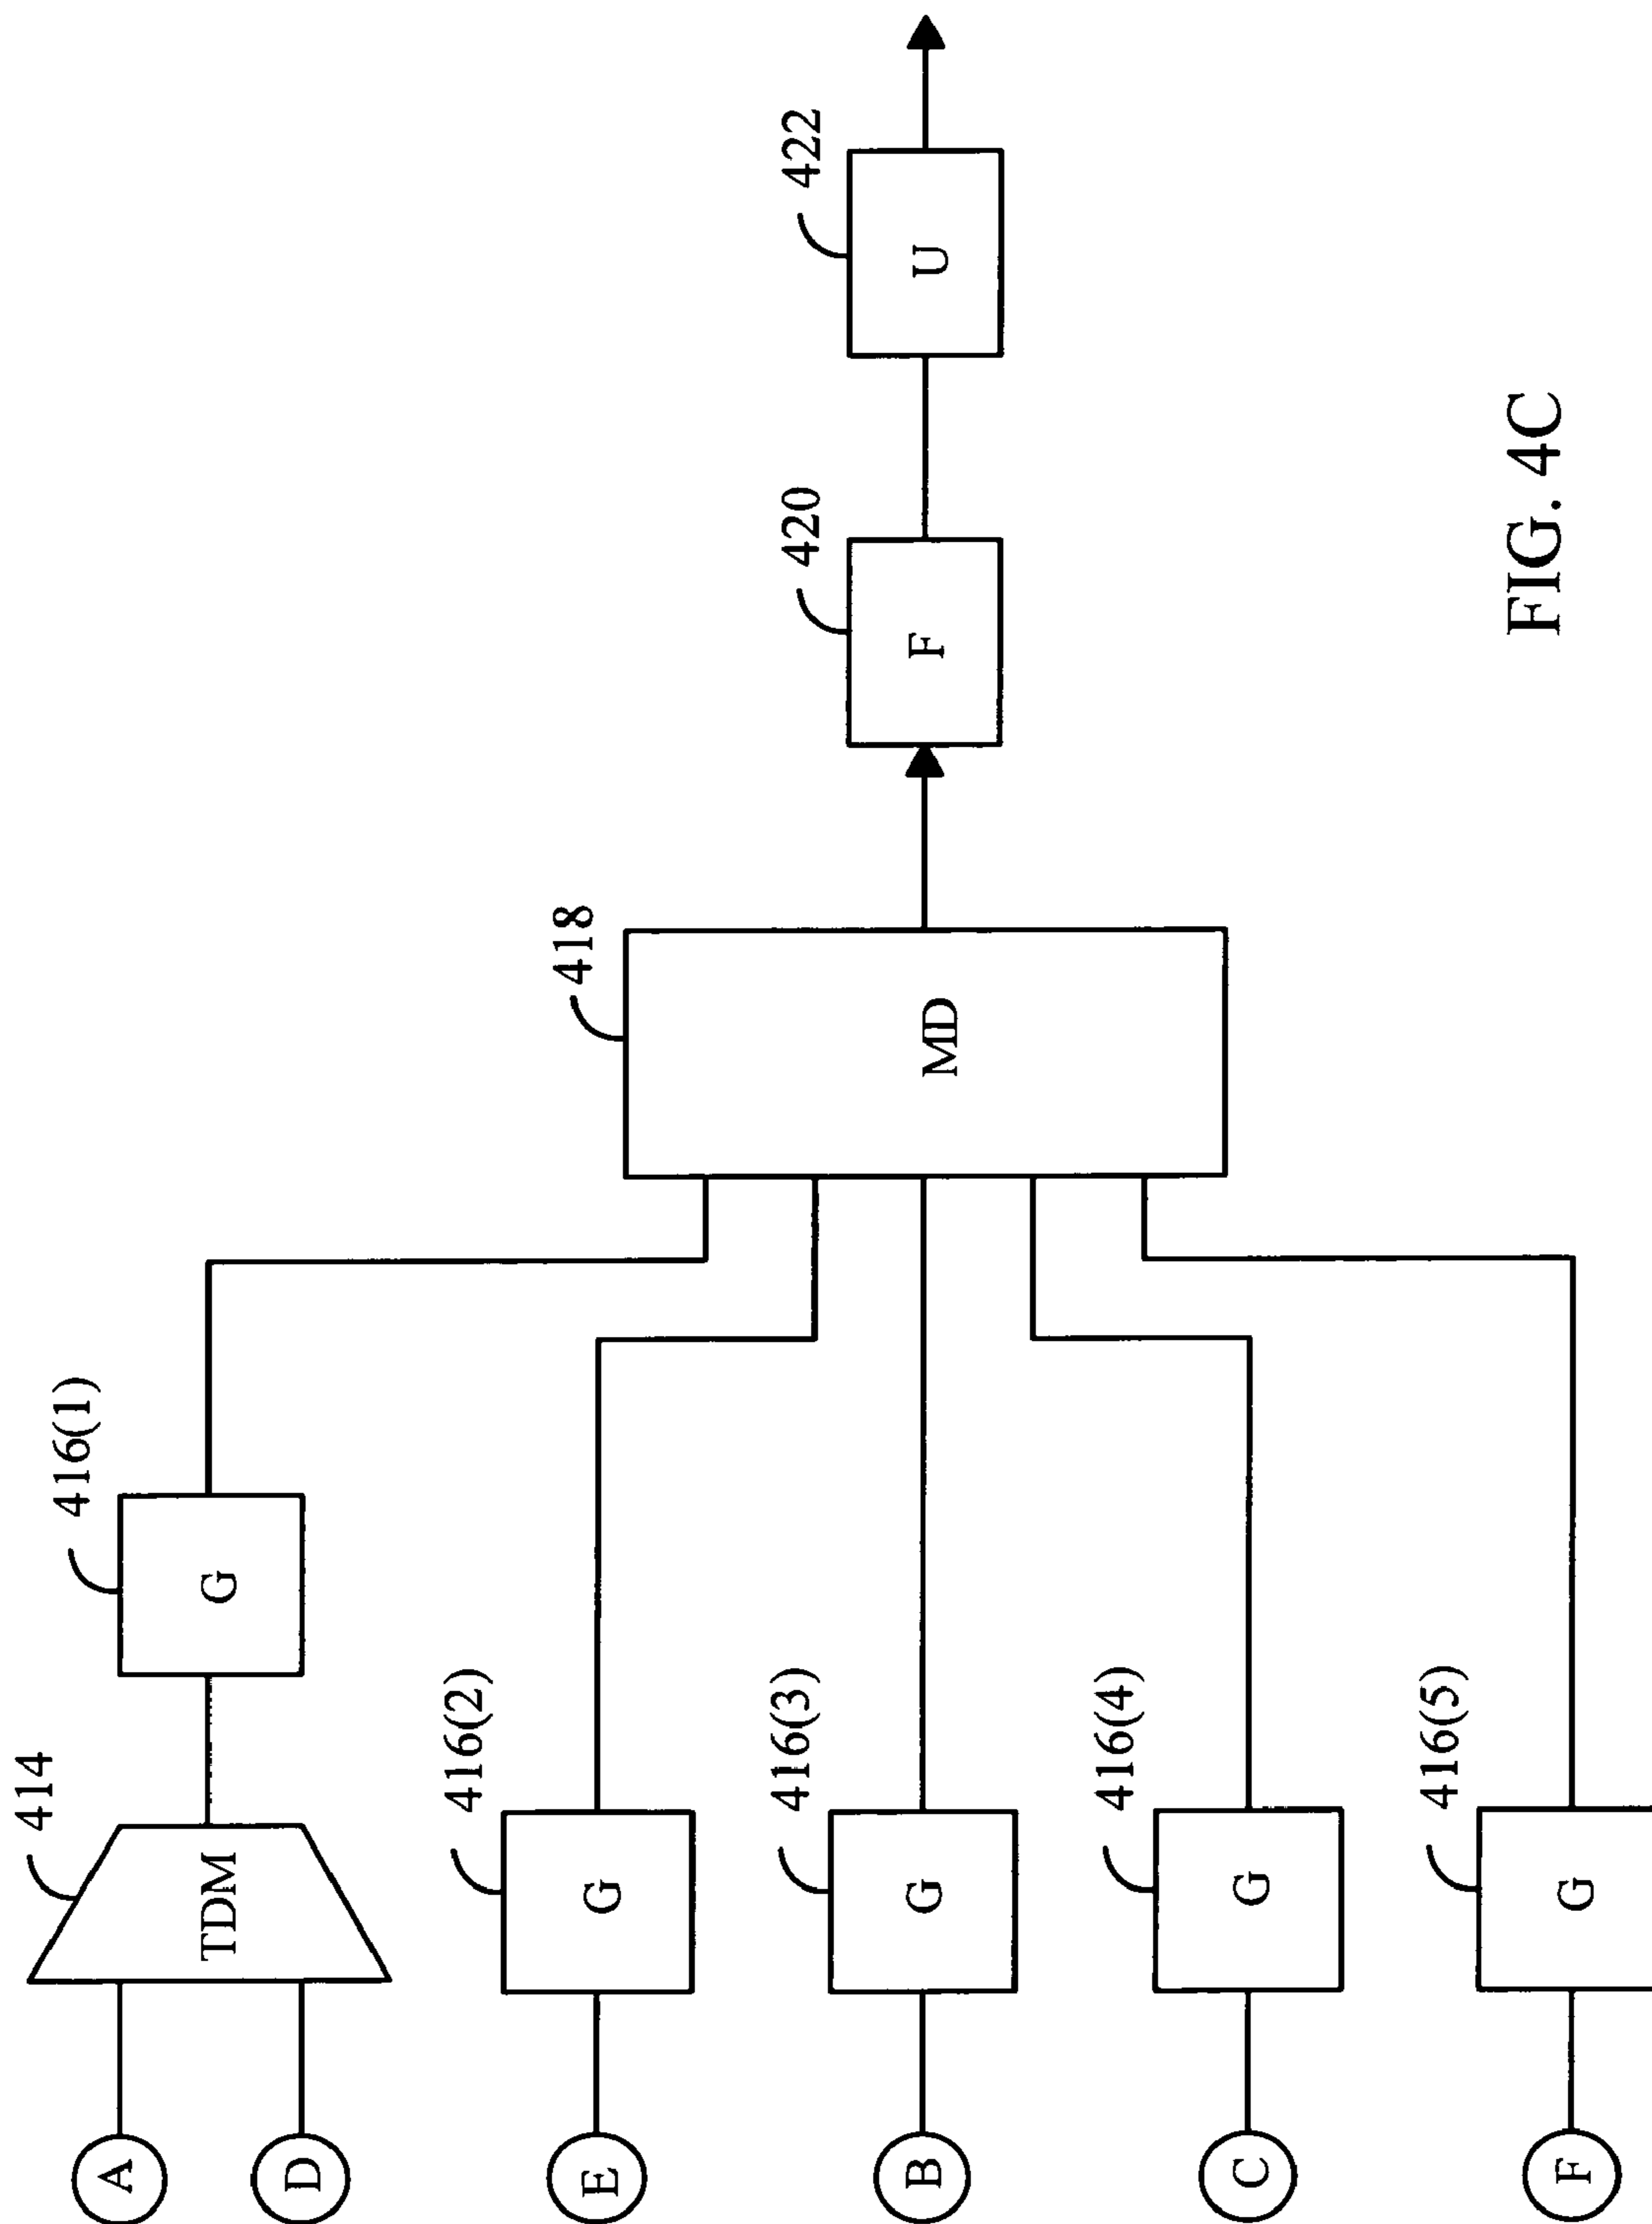 A
D
414
TDM
416(1)
G
E
416(2)
G
B
416(3)
G
C
416(4)
G
F
416(5)
G
418
MD
420
F
422
U
FIG. 4C